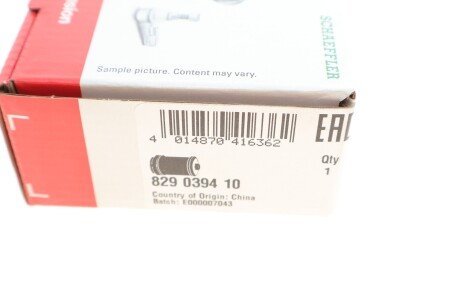 Sample picture. Content may vary.
SCHAEFFLER
4 014870 416362
EAC
Qty
1
829 0394 10
Country of Origin: China
Batch: E000007043